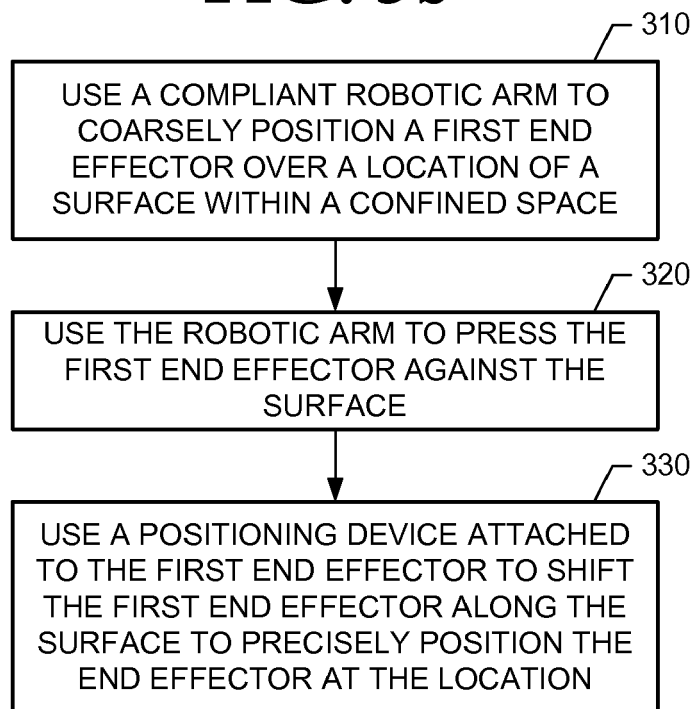 310
USE A COMPLIANT ROBOTIC ARM TO
COARSELY POSITION A FIRST END
EFFECTOR OVER A LOCATION OF A
SURFACE WITHIN A CONFINED SPACE
320
USE THE ROBOTIC ARM TO PRESS THE
FIRST END EFFECTOR AGAINST THE
SURFACE
330
USE A POSITIONING DEVICE ATTACHED
TO THE FIRST END EFFECTOR TO SHIFT
THE FIRST END EFFECTOR ALONG THE
SURFACE TO PRECISELY POSITION THE
END EFFECTOR AT THE LOCATION